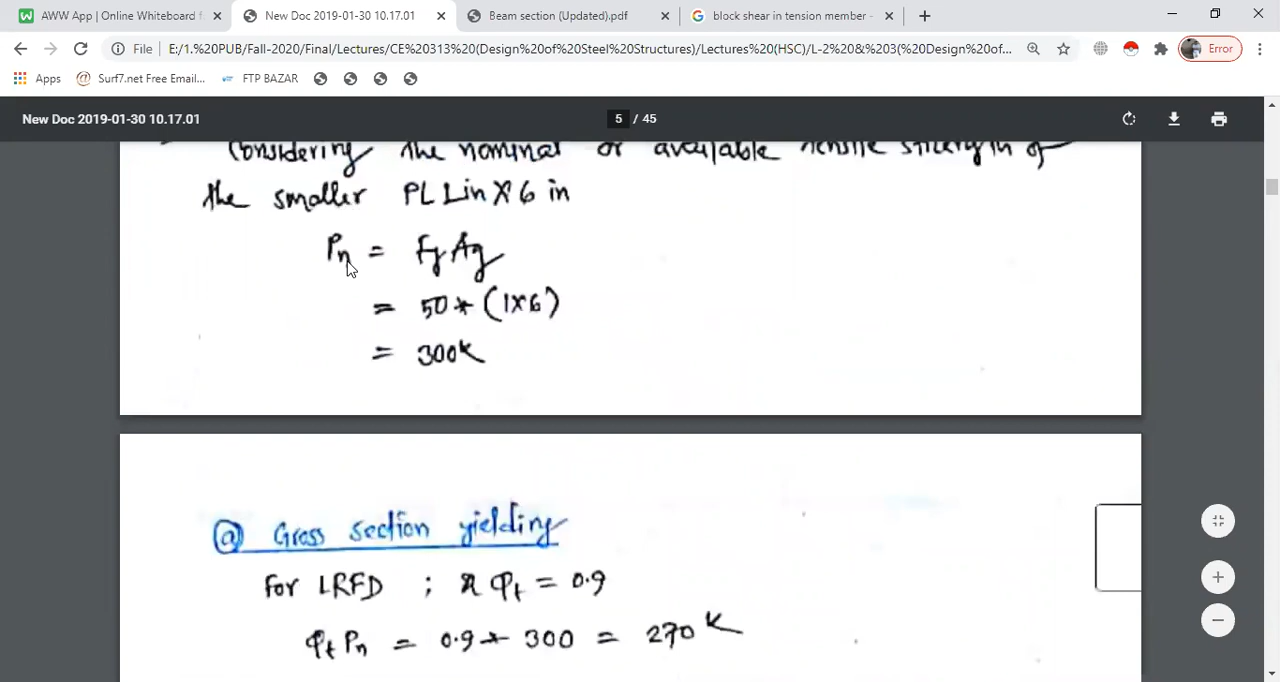 AWW App | Online Whiteboard f
New Doc 2019-01-30 10.17.01
Beam section (Updated).pdf
block shear in tension member -
File
E:/1.%20PUB/Fall-2020/Final/Lectures/CE%20313%20(Design%20of%20Steel%20Structures)/Lectures%20(HSC)/L-2%20&%203(%20Design%20of...
Error
Apps
Surf7.net Free Email...
FTP BAZAR
New Doc 2019-01-30 10.17.01
5 / 45
Considering the nominal or available tensile strength of
the smaller PL 1in X 6 in
Pn = Fy Ag
= 50 * (1x6)
= 300k
@ Gross section yielding
For LRFD ; φt = 0.9
φt Pn = 0.9 * 300 = 270 k